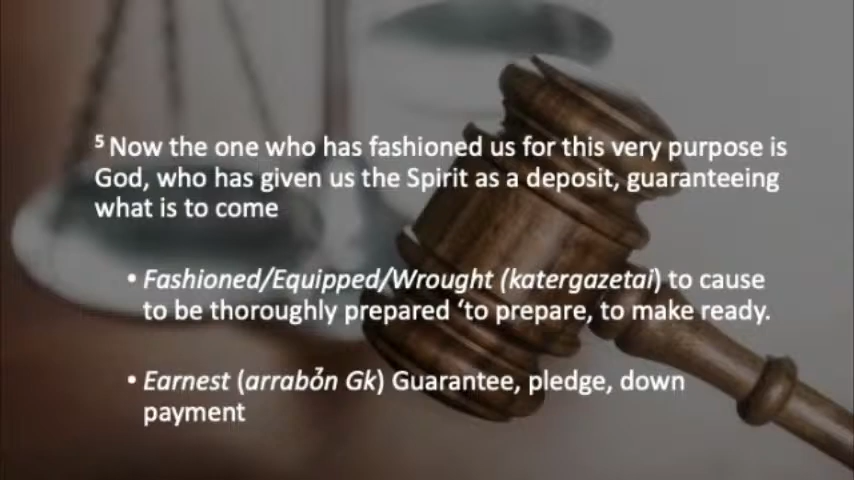 ⁵ Now the one who has fashioned us for this very purpose is
God, who has given us the Spirit as a deposit, guaranteeing
what is to come
• Fashioned/Equipped/Wrought (katergazetai) to cause
to be thoroughly prepared ‘to prepare, to make ready.
• Earnest (arrabỏn Gk) Guarantee, pledge, down
payment